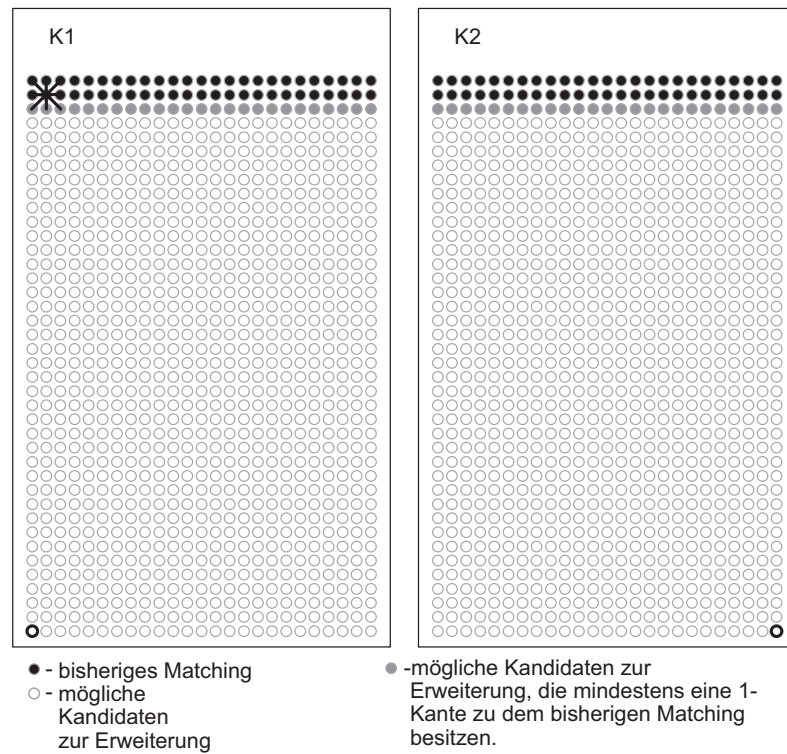 K1
K2
- bisheriges Matching
- mögliche
Kandidaten
zur Erweiterung
-mögliche Kandidaten zur
Erweiterung, die mindestens eine 1-
Kante zu dem bisherigen Matching
besitzen.